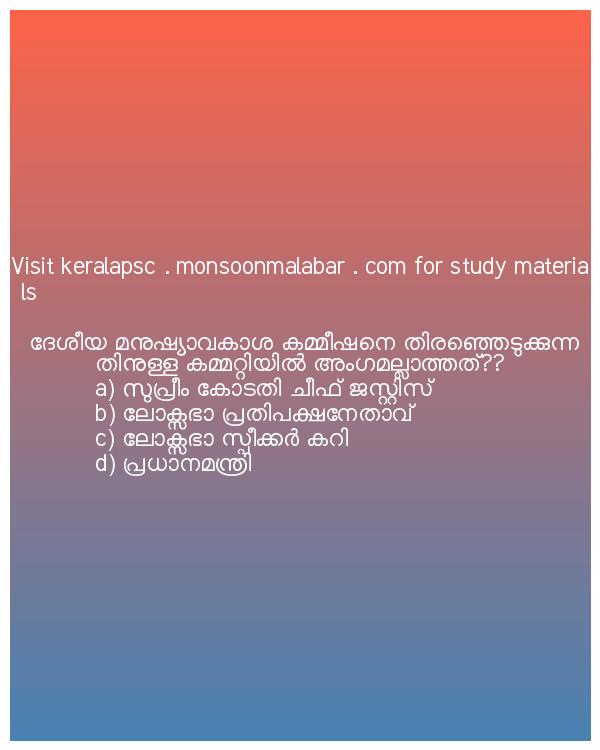 Visit keralapsc . monsoonmalabar . com for study materia
ls
ദേശീയ മനുഷ്യാവകാശ കമ്മീഷനെ തിരഞ്ഞെടുക്കുന്ന
തിനുള്ള കമ്മറ്റിയിൽ അംഗമല്ലാത്തത്??
a) സുപ്രീം കോടതി ചീഫ് ജസ്റ്റിസ്
b) ലോക്സഭാ പ്രതിപക്ഷനേതാവ്
c) ലോക്സഭാ സ്പീക്കർ കറി
d) പ്രധാനമന്ത്രി